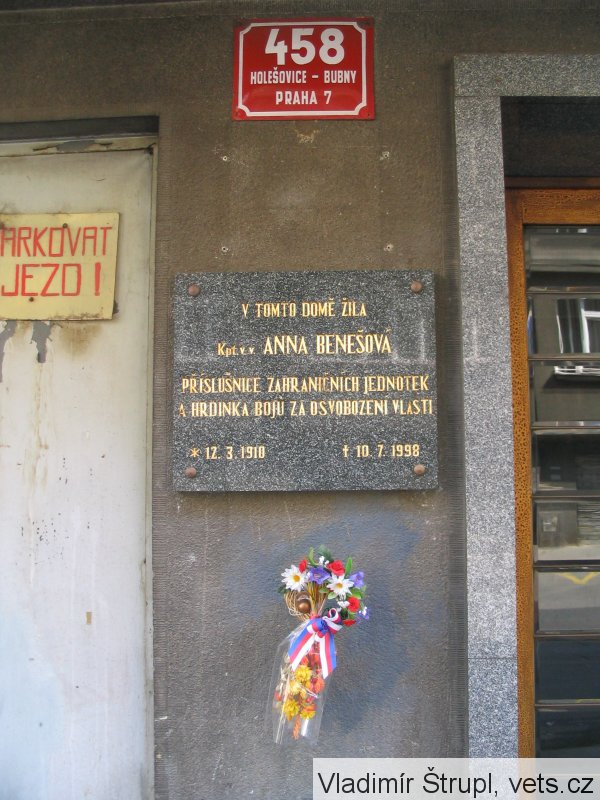 458
HOLEŠOVICE - BUBNY
PRAHA 7
ARKOVAT
JEZD!
V TOMTO DOMĚ ŽILA
Kpt. v. v. ANNA BENEŠOVÁ
PŘÍSLUŠNICE ZAHRANIČNÍCH JEDNOTEK
A HRDINKA BOJŮ ZA OSVOBOZENÍ VLASTI
* 12. 3. 1910 † 10. 7. 1998
Vladimír Štrupl, vets.cz